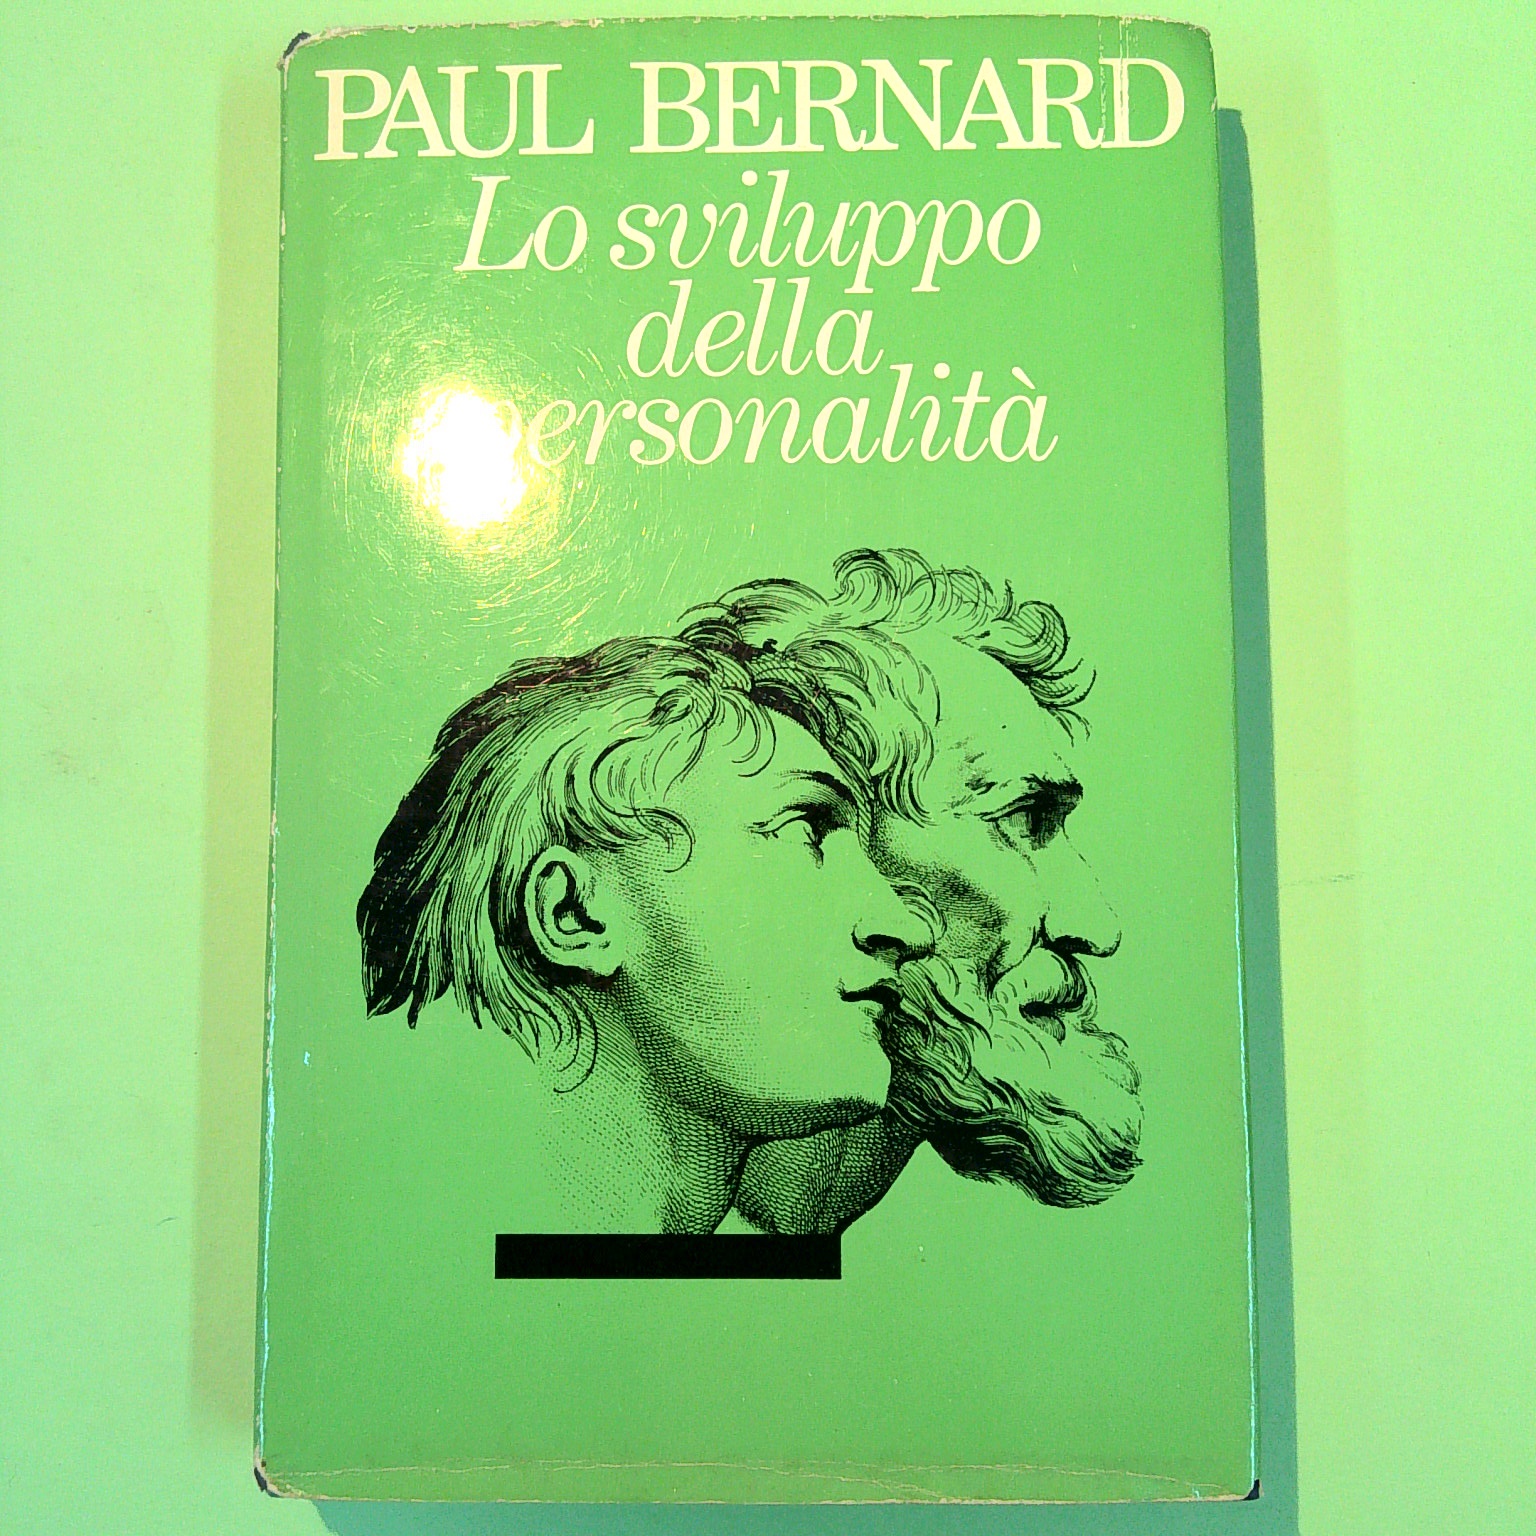 PAUL BERNARD
Lo sviluppo
della
personalità